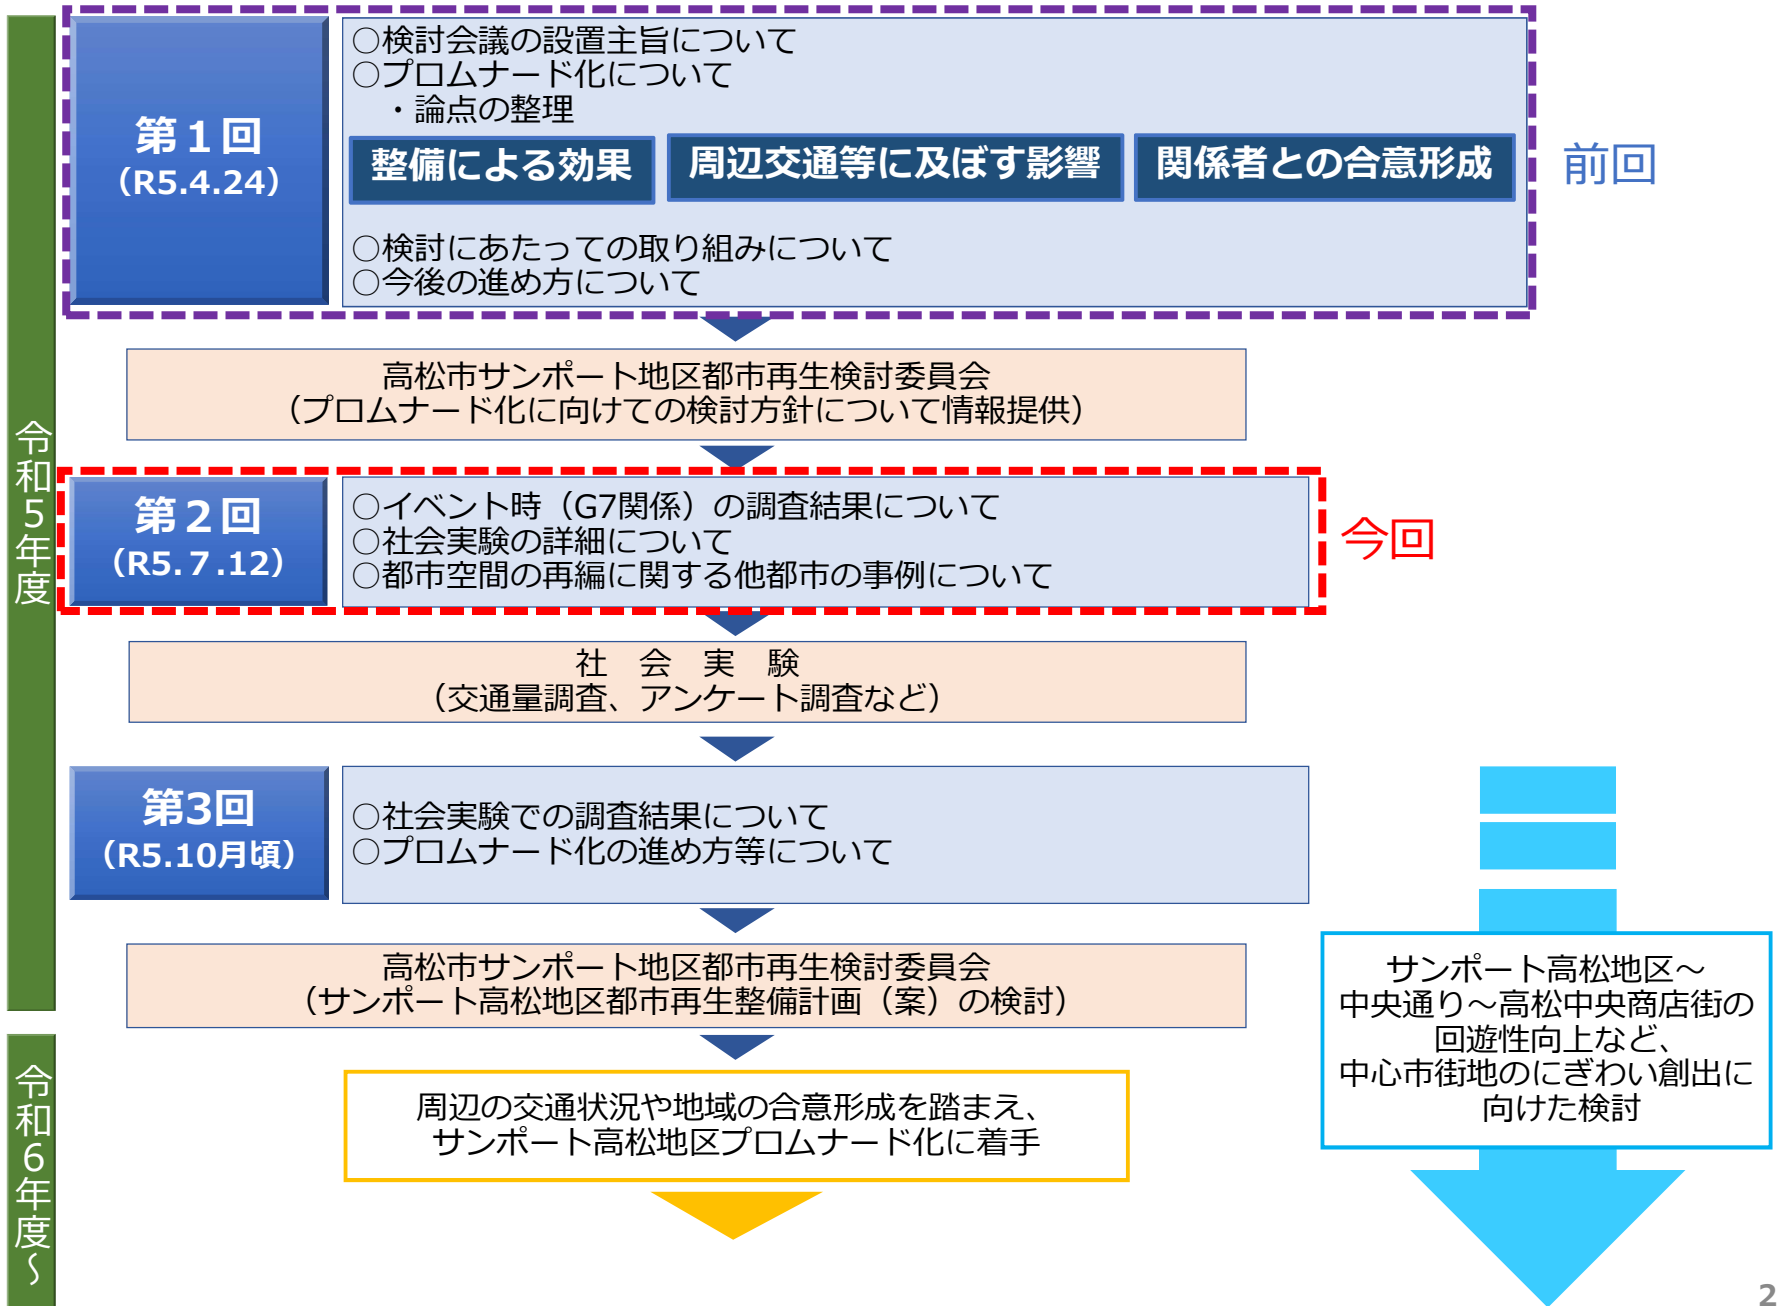 令和5年度
第1回
（R5.4.24）
○検討会議の設置主旨について
○プロムナード化について
・論点の整理
整備による効果
周辺交通等に及ぼす影響
関係者との合意形成
○検討にあたっての取り組みについて
○今後の進め方について
前回
高松市サンポート地区都市再生検討委員会
（プロムナード化に向けての検討方針について情報提供）
第２回
（R5.７.12）
○イベント時（G7関係）の調査結果について
○社会実験の詳細について
○都市空間の再編に関する他都市の事例について
今回
社　会　実　験
（交通量調査、アンケート調査など）
第3回
（R5.10月頃）
○社会実験での調査結果について
○プロムナード化の進め方等について
高松市サンポート地区都市再生検討委員会
（サンポート高松地区都市再生整備計画（案）の検討）
令和６年度～
周辺の交通状況や地域の合意形成を踏まえ、
サンポート高松地区プロムナード化に着手
サンポート高松地区～
中央通り～高松中央商店街の
回遊性向上など、
中心市街地のにぎわい創出に
向けた検討
2